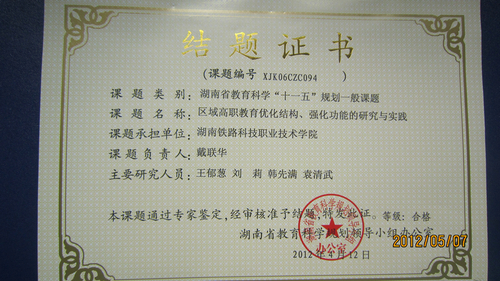 结题证书
(课题编号 XJK06CZC094 )
课题类别：湖南省教育科学“十一五”规划一般课题
课题名称：区域高职教育优化结构、强化功能的研究与实践
课题承担单位：湖南铁路科技职业技术学院
课题负责人：戴联华
主要研究人员：王郁葱 刘 莉 韩先满 袁清武
本课题通过专家鉴定，经审核准予结题，特发此证。等级：合格
湖南省教育科学规划领导小组办公室
2012年4月12日
办公室
2012/05/07